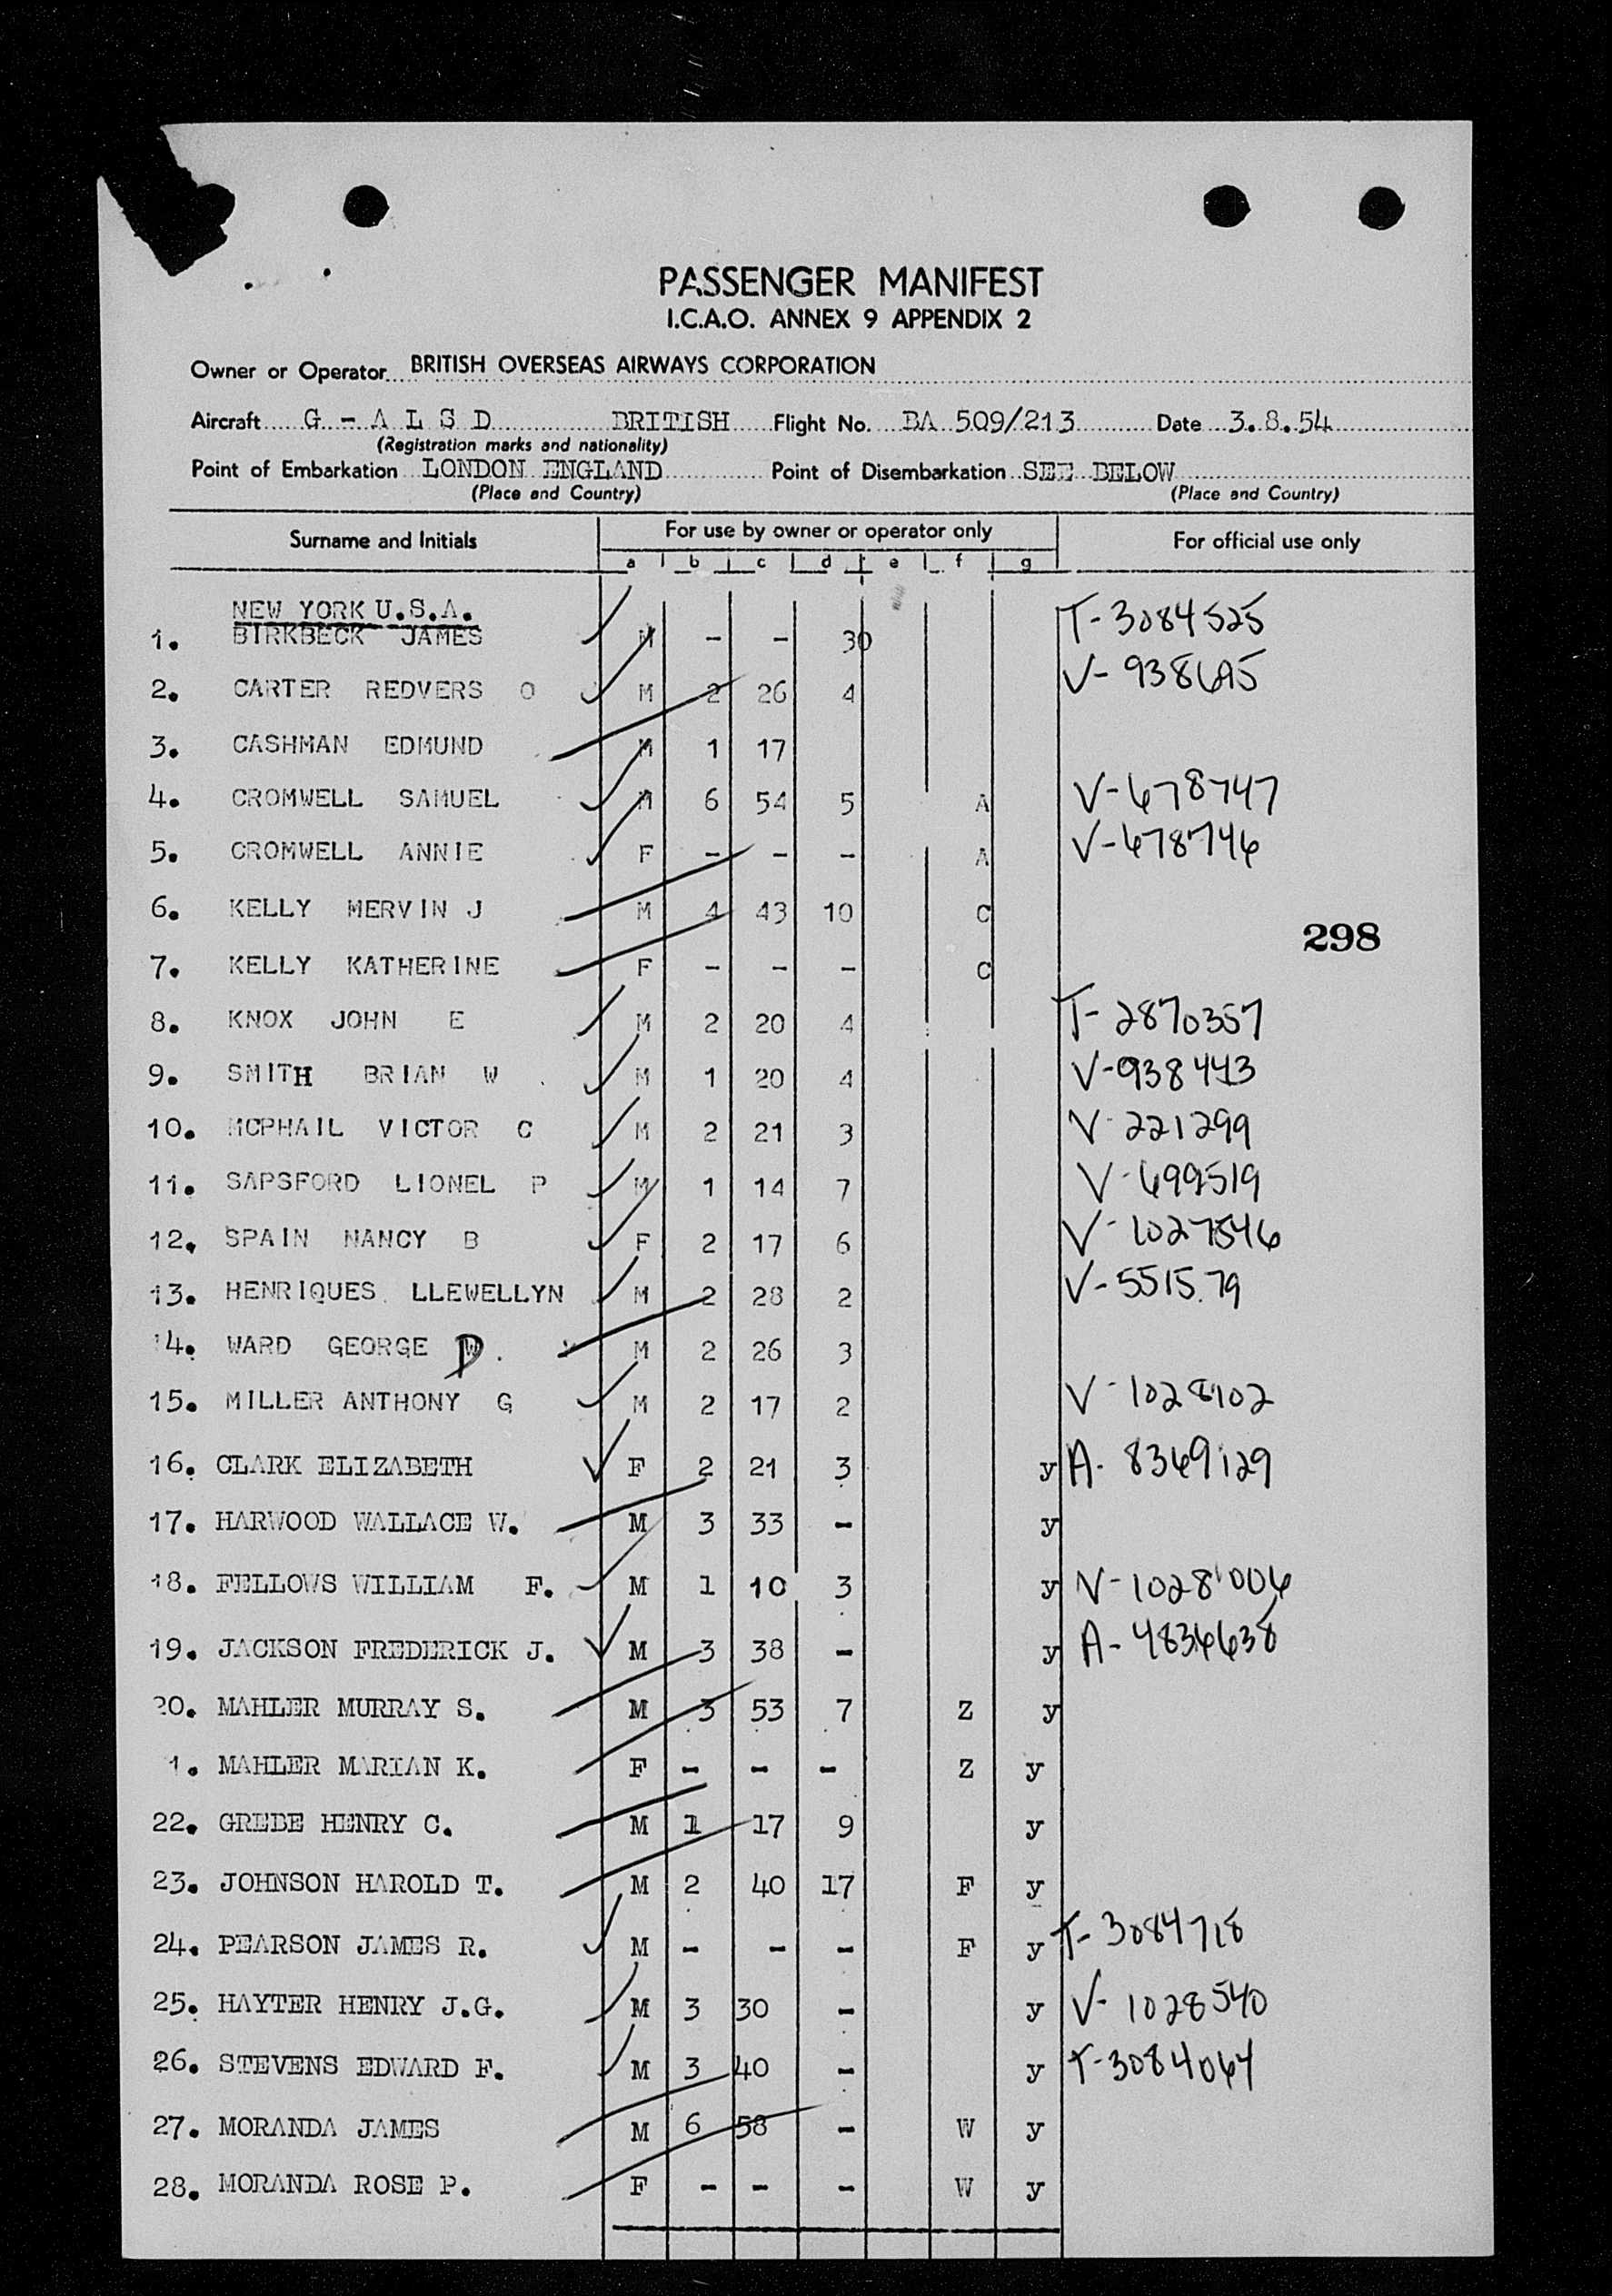 PASSENGER MANIFEST
I.C.A.O. ANNEX 9 APPENDIX 2
Owner or Operator BRITISH OVERSEAS AIRWAYS CORPORATION
Aircraft G - A L S D BRITISH Flight No. BA 509/213 Date 3.8.54
(Registration marks and nationality)
Point of Embarkation LONDON ENGLAND Point of Disembarkation SEE BELOW
(Place and Country) (Place and Country)
Surname and Initials For use by owner or operator only For official use only
a b c d e f g
NEW YORK U.S.A.
1. BIRKBECK JAMES M - - 30 T-3084525
2. CARTER REDVERS O M 2 26 4
3. CASHMAN EDMUND M 1 17
4. CROMWELL SAMUEL M 6 54 5 A V-678747
5. CROMWELL ANNIE F - - - A V-678746
6. KELLY MERVIN J M 4 43 10 C
298
7. KELLY KATHERINE F - - - C
8. KNOX JOHN E M 2 20 4 T-2870357
9. SMITH BRIAN W M 1 20 4 V-938443
10. MCPHAIL VICTOR C M 2 21 3 V-221299
11. SAPSFORD LIONEL P M 1 14 7 V-699519
12. SPAIN NANCY B F 2 17 6 V-1027546
13. HENRIQUES LLEWELLYN M 2 28 2 V-551579
14. WARD GEORGE D. M 2 26 3
15. MILLER ANTHONY G M 2 17 2 V-1028102
16. CLARK ELIZABETH F 2 21 3 y A-8369129
17. HARWOOD WALLACE W. M 3 33 - y
18. FELLOWS WILLIAM F. M 1 10 3 y V-1028006
19. JACKSON FREDERICK J. M 3 38 - y A-4836638
20. MAHLER MURRAY S. M 3 53 7 Z y
1. MAHLER MARIAN K. F - - - Z y
22. GREBE HENRY C. M 1 17 9 y
23. JOHNSON HAROLD T. M 2 40 17 F y
24. PEARSON JAMES R. M - - - F y T-3084718
25. HAYTER HENRY J.G. M 3 30 - y V-1028540
26. STEVENS EDWARD F. M 3 40 - y T-3084064
27. MORANDA JAMES M 6 58 - W y
28. MORANDA ROSE P. F - - - W y